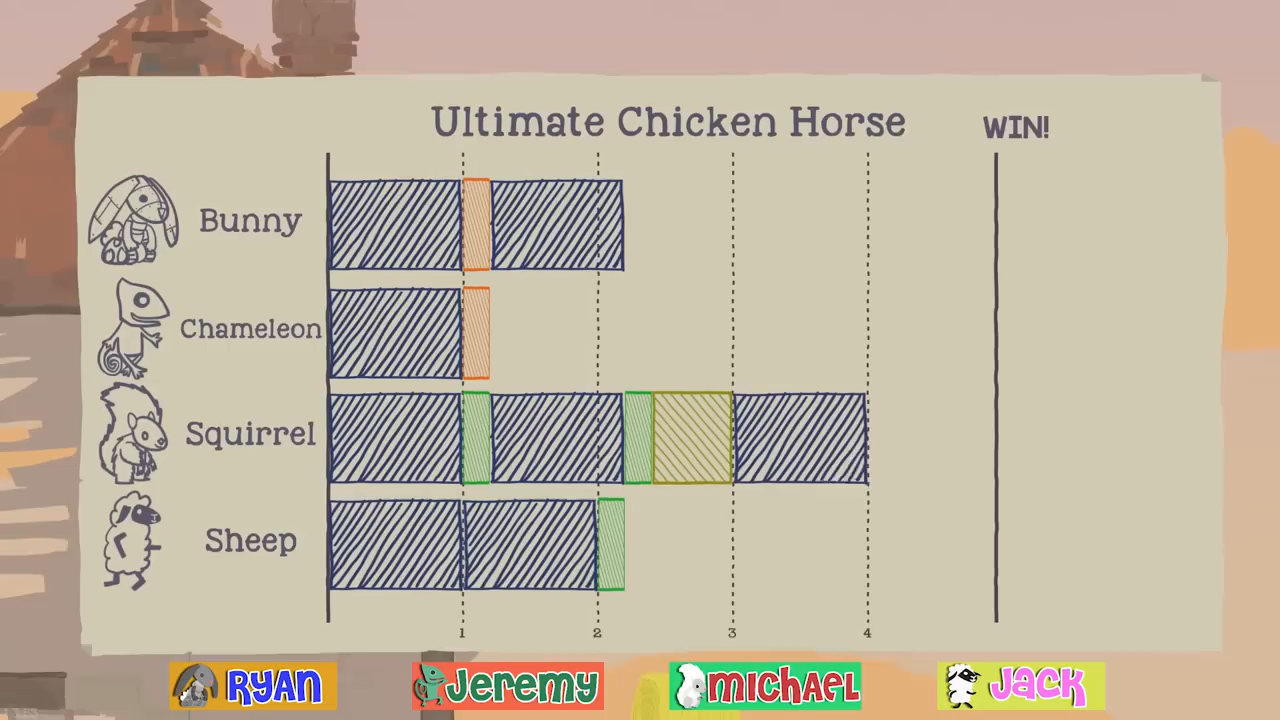 Ultimate Chicken Horse
WIN!
Bunny
Chameleon
Squirrel
Sheep
1 2 3 4
RYAN
Jeremy
michael
Jack